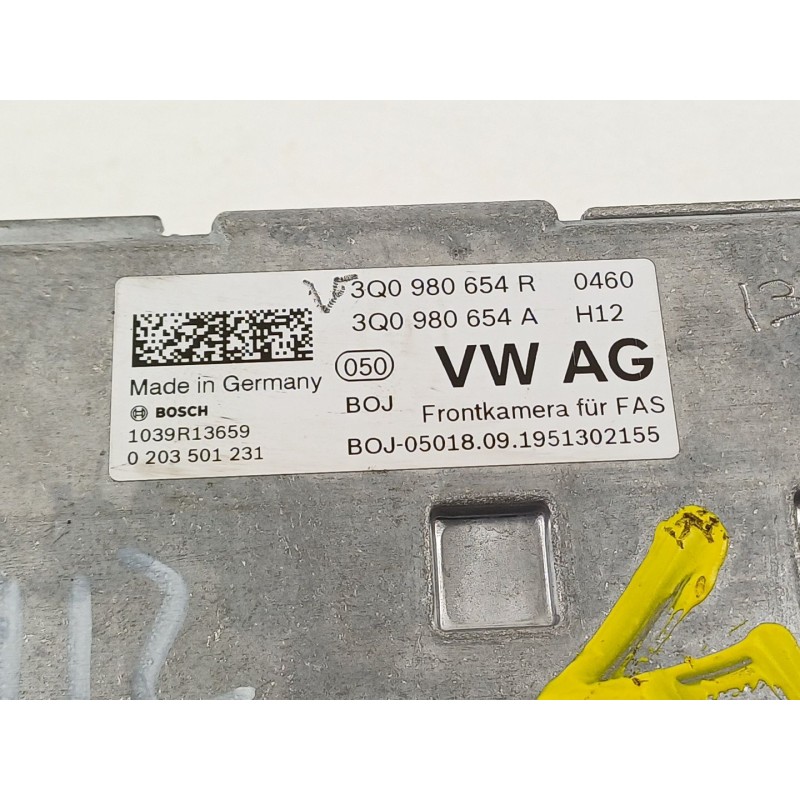 3Q0 980 654 R 0460
3Q0 980 654 A H12
Made in Germany
050
VW AG
BOSCH
BOJ
Frontkamera für FAS
1039R13659
0 203 501 231
BOJ-05018.09.1951302155
13